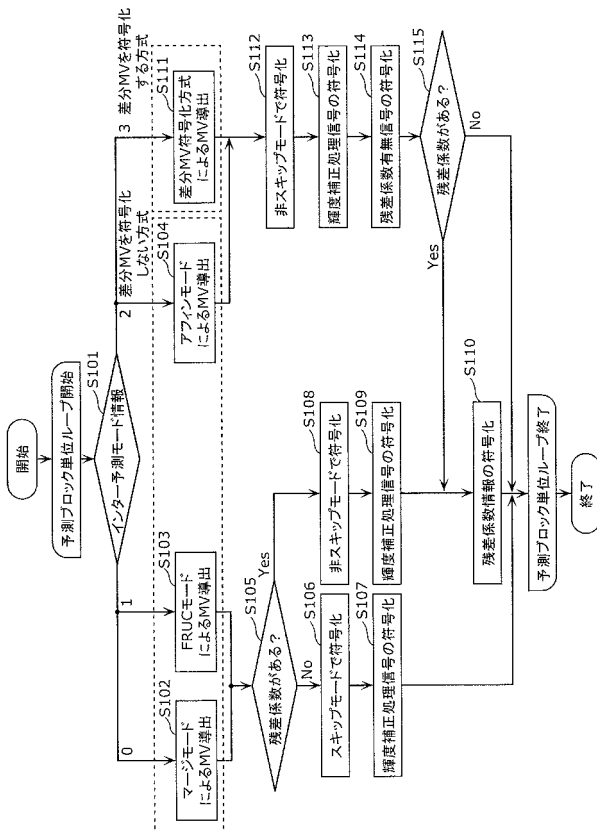 開始
予測ブロック単位ループ開始
S101
インター予測モード情報
0
1
2
3
差分MVを符号化
しない方式
差分MVを符号化
する方式
S102
マージモード
によるMV導出
S103
FRUCモード
によるMV導出
S104
アフィンモード
によるMV導出
S111
差分MV符号化方式
によるMV導出
S105
残差係数がある?
Yes
No
S106
スキップモードで符号化
S107
輝度補正処理信号の符号化
S108
非スキップモードで符号化
S109
輝度補正処理信号の符号化
S112
非スキップモードで符号化
S113
輝度補正処理信号の符号化
S114
残差係数有無信号の符号化
S115
残差係数がある?
Yes
No
S110
残差係数情報の符号化
予測ブロック単位ループ終了
終了